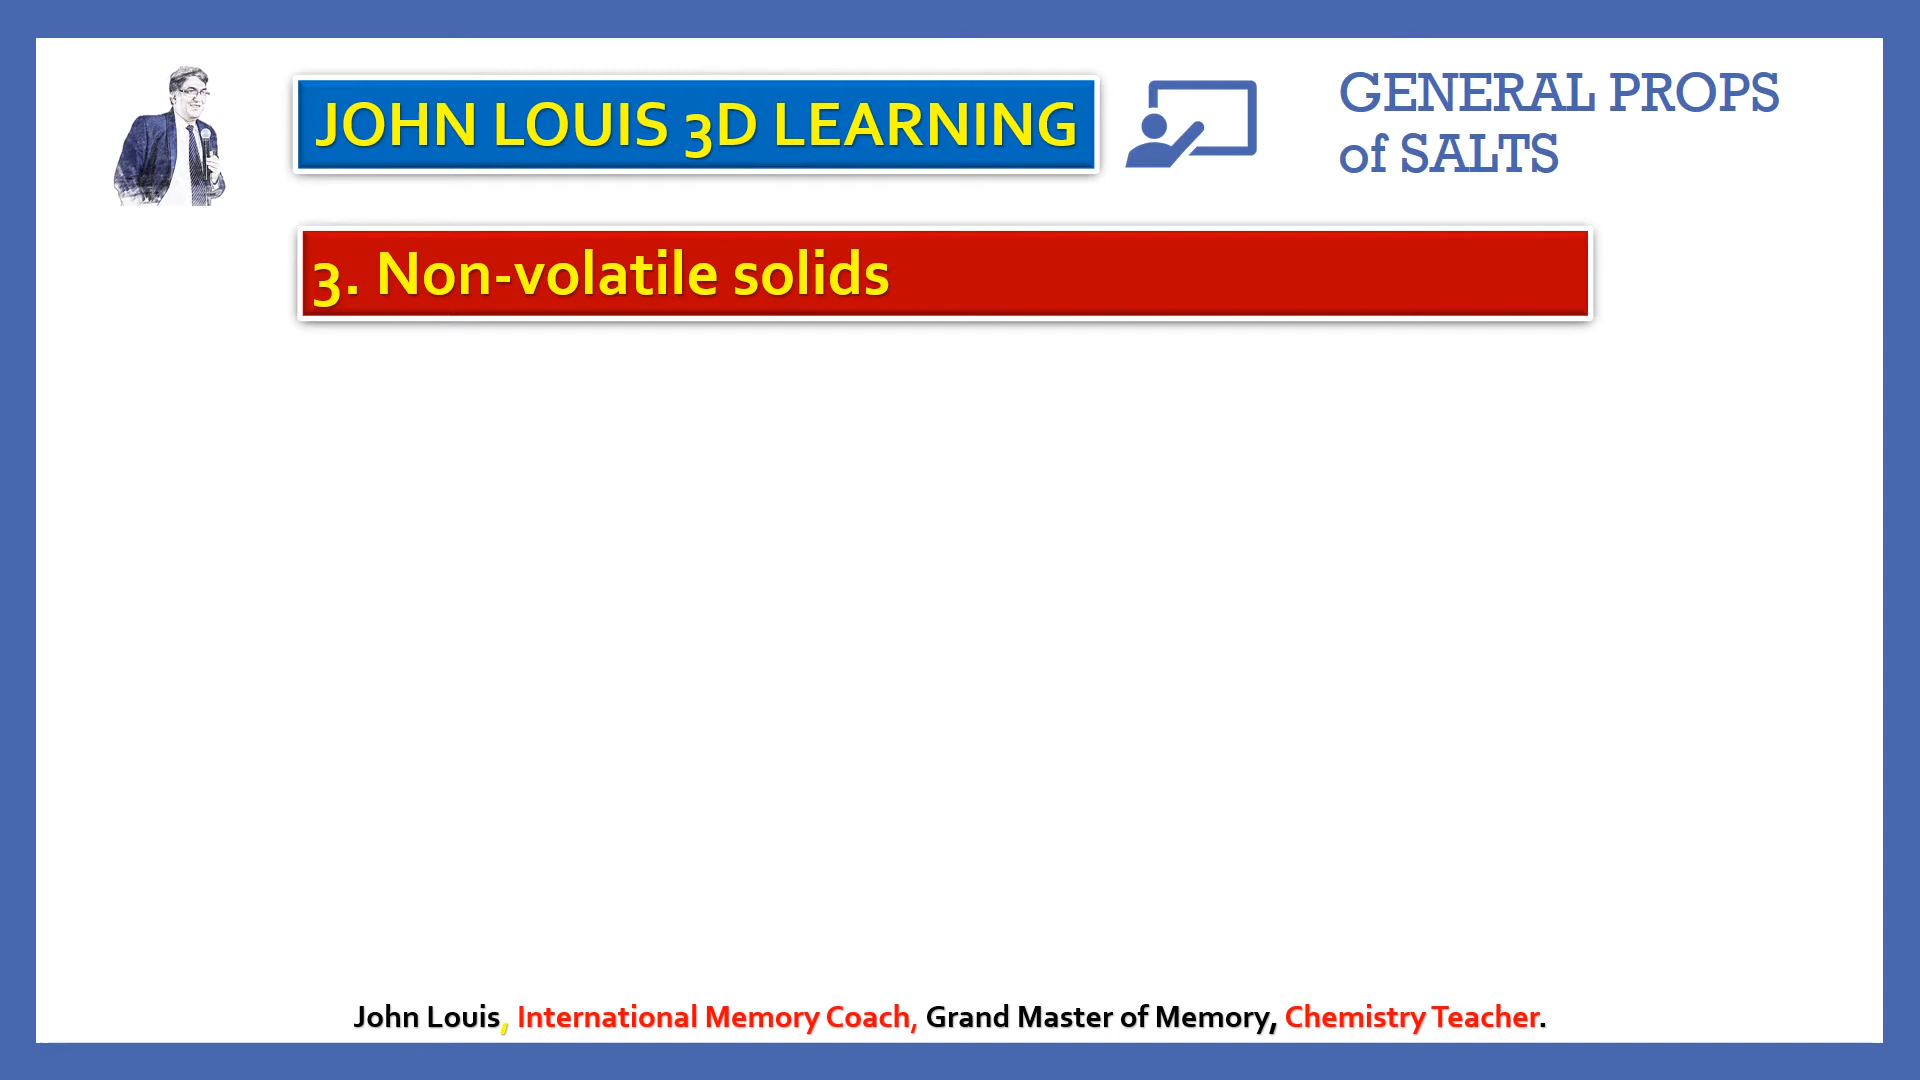 JOHN LOUIS 3D LEARNING
GENERAL PROPS
of SALTS
3. Non-volatile solids
John Louis, International Memory Coach, Grand Master of Memory, Chemistry Teacher.